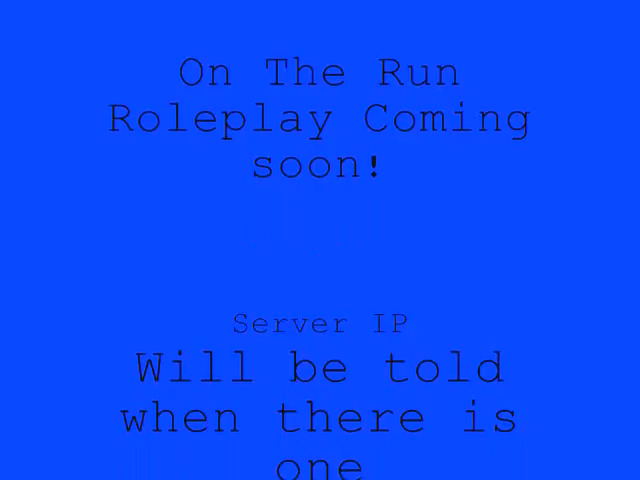 On The Run
Roleplay Coming
soon!
Server IP
Will be told
when there is
one